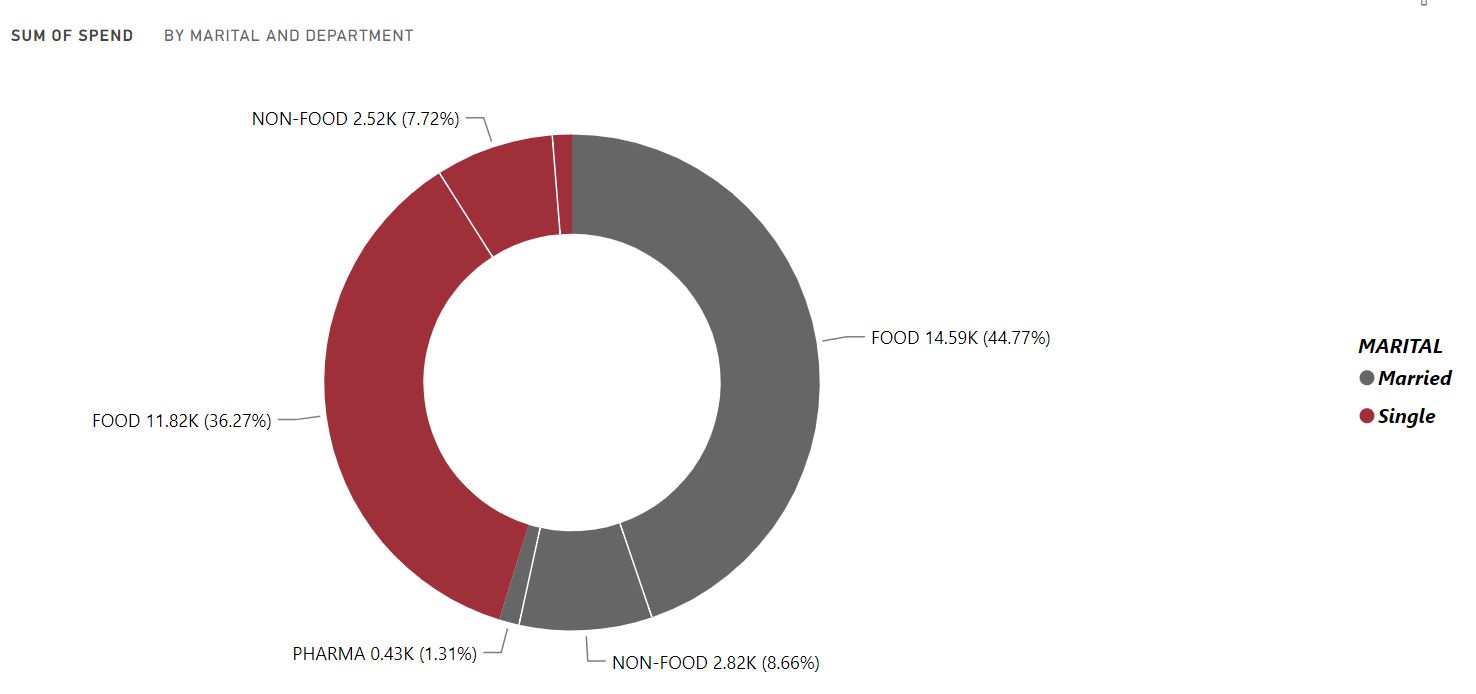 SUM OF SPEND BY MARITAL AND DEPARTMENT
NON-FOOD 2.52K (7.72%)
FOOD 14.59K (44.77%)
FOOD 11.82K (36.27%)
PHARMA 0.43K (1.31%)
NON-FOOD 2.82K (8.66%)
MARITAL
Married
Single